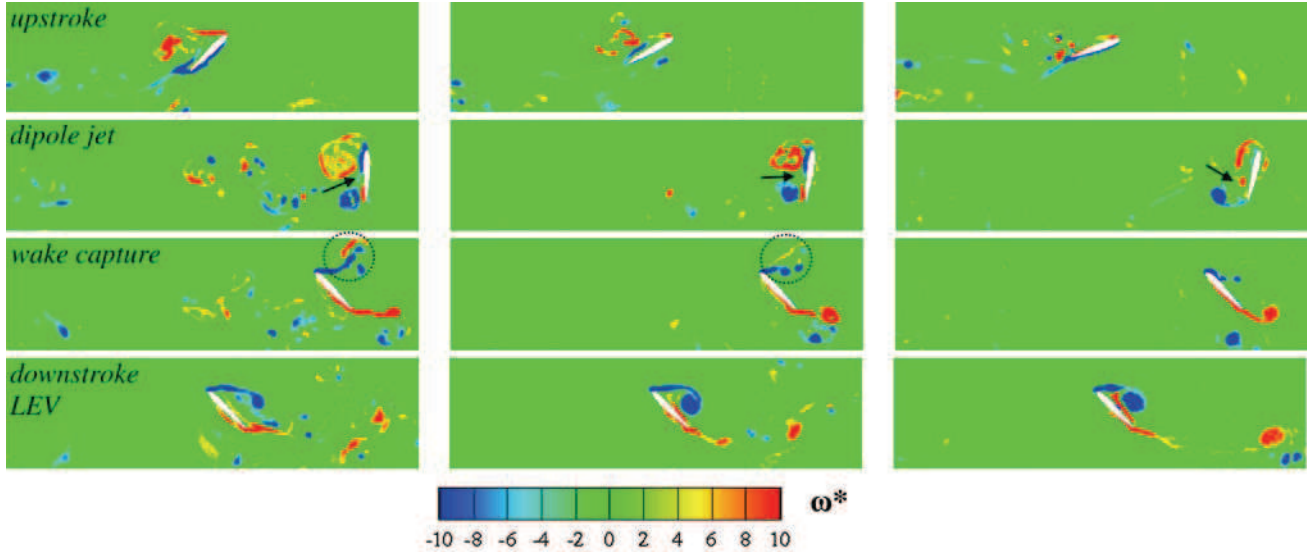 upstroke
dipole jet
wake capture
downstroke
LEV
ω*
-10 -8 -6 -4 -2 0 2 4 6 8 10